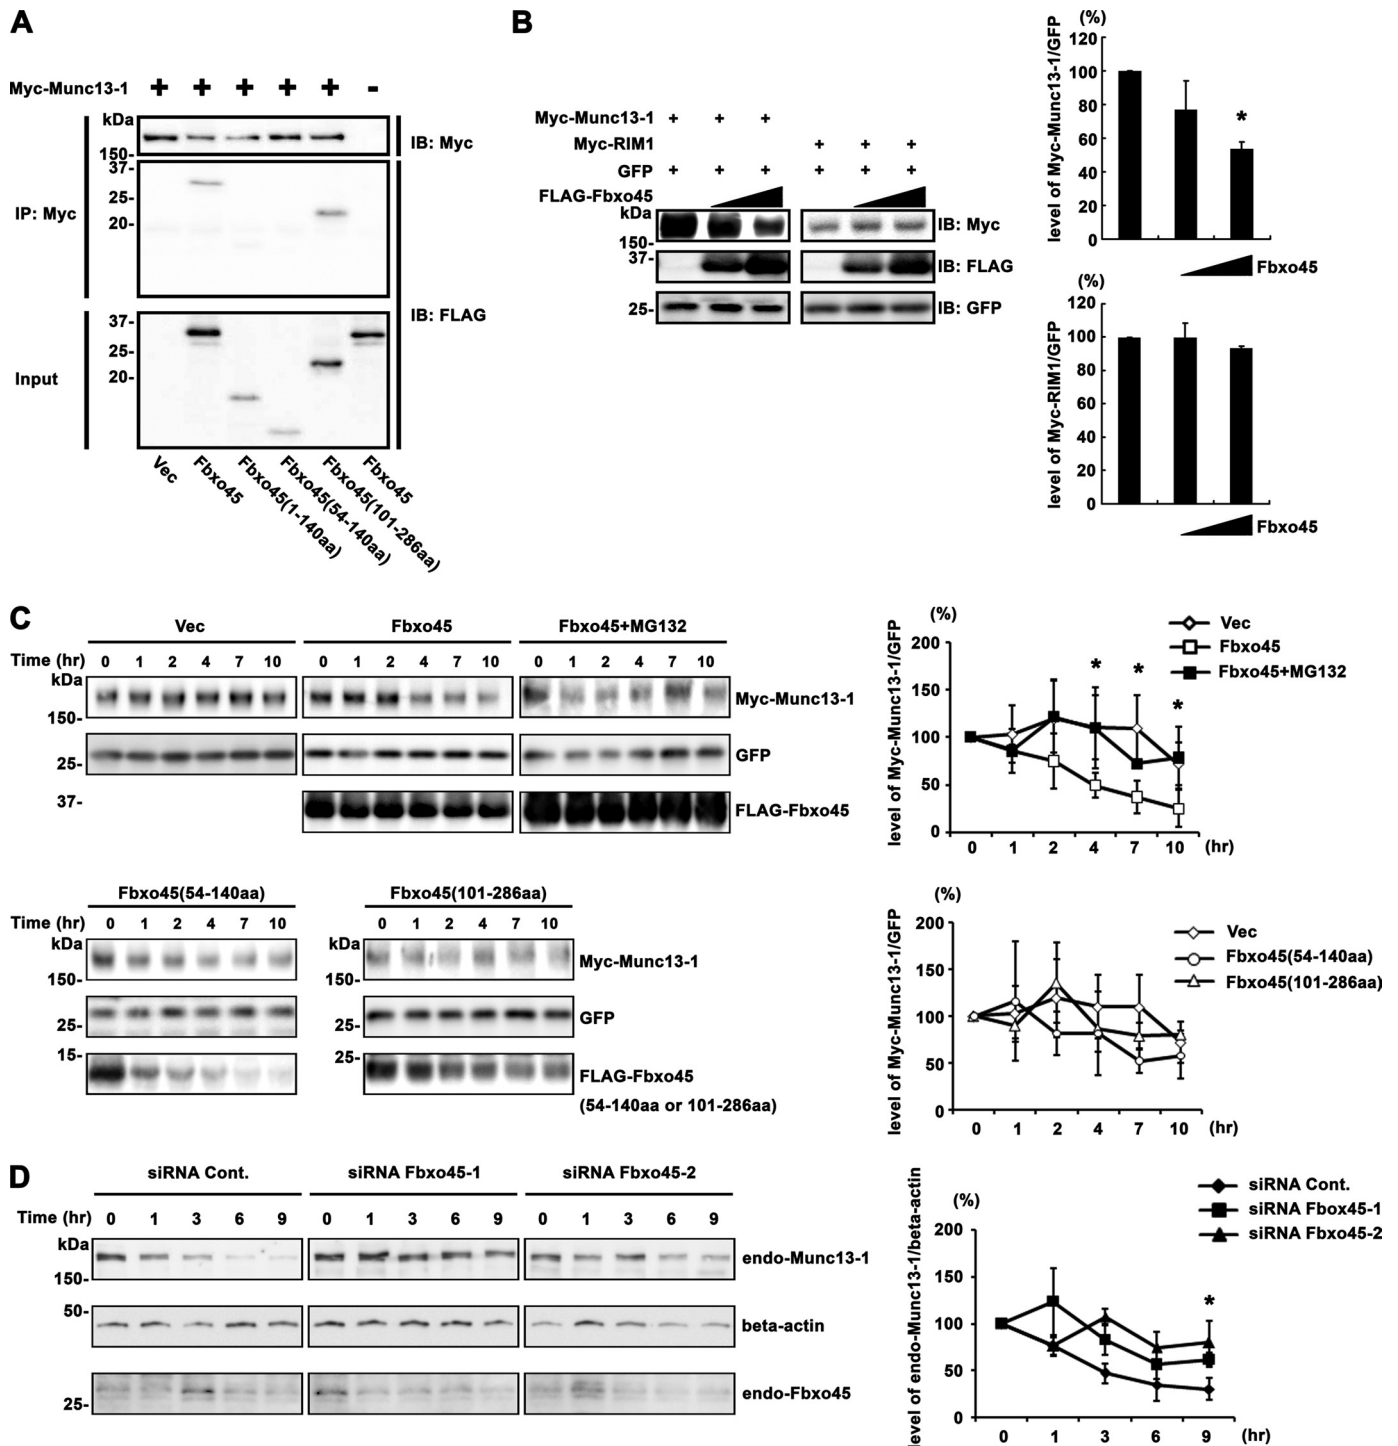 A
Myc-Munc13-1 + + + + + -
kDa
150-
IB: Myc
37-
25-
20-
IP: Myc
IB: FLAG
37-
25-
20-
Input
Vec
Fbxo45
Fbxo45(1-140aa)
Fbxo45(54-140aa)
Fbxo45(101-286aa)
Fbxo45
B
Myc-Munc13-1 + + +
Myc-RIM1 + + +
GFP + + + + + +
FLAG-Fbxo45
kDa
150-
IB: Myc
37-
IB: FLAG
25-
IB: GFP
(%)
level of Myc-Munc13-1/GFP
120
100
80
60
40
20
0
*
Fbxo45
(%)
level of Myc-RIM1/GFP
120
100
80
60
40
20
0
Fbxo45
C
Vec Fbxo45 Fbxo45+MG132
Time (hr) 0 1 2 4 7 10 0 1 2 4 7 10 0 1 2 4 7 10
kDa
150-
Myc-Munc13-1
25-
GFP
37-
FLAG-Fbxo45
(%)
level of Myc-Munc13-1/GFP
200
150
100
50
0
* * *
0 1 2 4 7 10 (hr)
Vec
Fbxo45
Fbxo45+MG132
Fbxo45(54-140aa) Fbxo45(101-286aa)
Time (hr) 0 1 2 4 7 10 0 1 2 4 7 10
kDa kDa
150- 150-
Myc-Munc13-1
25- 25-
GFP
15- 25-
FLAG-Fbxo45
(54-140aa or 101-286aa)
(%)
level of Myc-Munc13-1/GFP
200
150
100
50
0
0 1 2 4 7 10 (hr)
Vec
Fbxo45(54-140aa)
Fbxo45(101-286aa)
D
siRNA Cont. siRNA Fbxo45-1 siRNA Fbxo45-2
Time (hr) 0 1 3 6 9 0 1 3 6 9 0 1 3 6 9
kDa
150-
endo-Munc13-1
50-
beta-actin
endo-Fbxo45
25-
(%)
level of endo-Munc13-1/beta-actin
200
150
100
50
0
*
0 1 3 6 9 (hr)
siRNA Cont.
siRNA Fbox45-1
siRNA Fbxo45-2